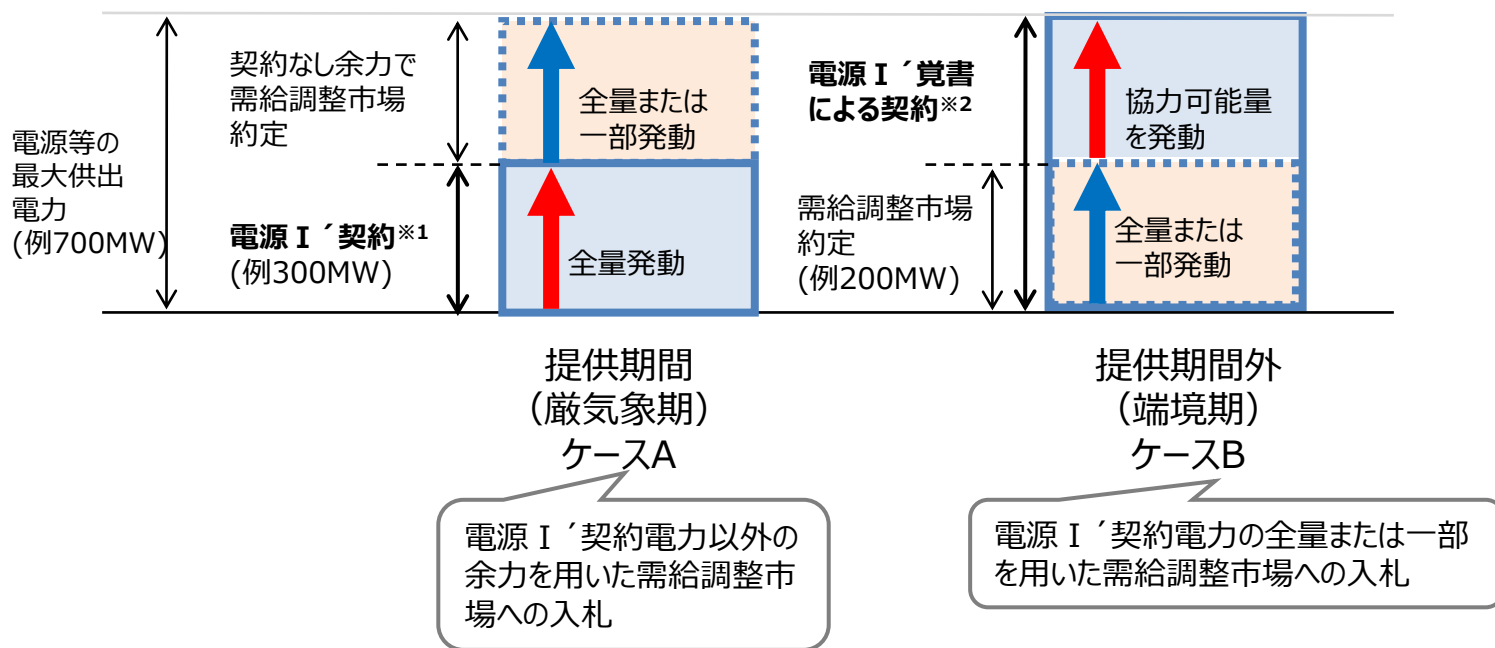 電源等の
最大供出
電力
(例700MW)
契約なし余力で
需給調整市場
約定
電源Ⅰ´契約※1
(例300MW)
全量または
一部発動
全量発動
電源Ⅰ´覚書
による契約※2
需給調整市場
約定
(例200MW)
協力可能量
を発動
全量または
一部発動
提供期間
（厳気象期）
ケースA
提供期間外
（端境期）
ケースB
電源Ⅰ´契約電力以外の
余力を用いた需給調整市
場への入札
電源Ⅰ´契約電力の全量または一部
を用いた需給調整市場への入札